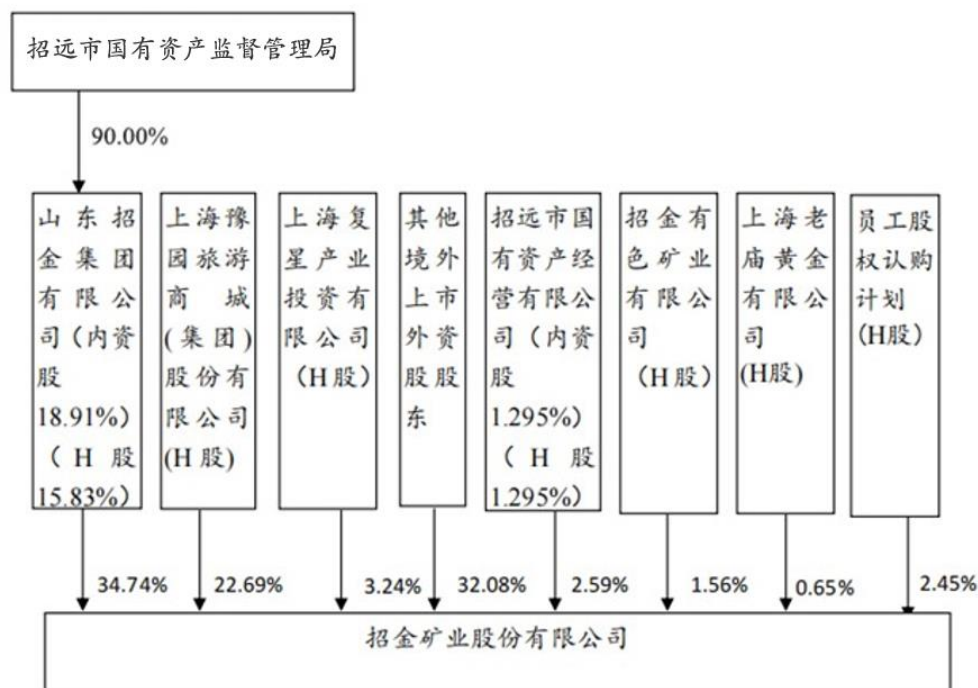 招远市国有资产监督管理局
90.00%
山东招
金集团
有限公
司（内资
股
18.91%）
（H股
15.83%）
上海豫
园旅游
商城
(集团)
股份有
限公司
(H股)
上海复
星产业
投资有
限公司
（H股）
其他
境外
上市
外资
股股
东
招远市国
有资产经
营有限公
司（内资
股
1.295%）
（H股
1.295%）
招金有
色矿业
有限公
司
（H股）
上海老
庙黄金
有限公
司
(H股)
员工股
权认购
计划
(H股）
34.74%
22.69%
3.24%
32.08%
2.59%
1.56%
0.65%
2.45%
招金矿业股份有限公司